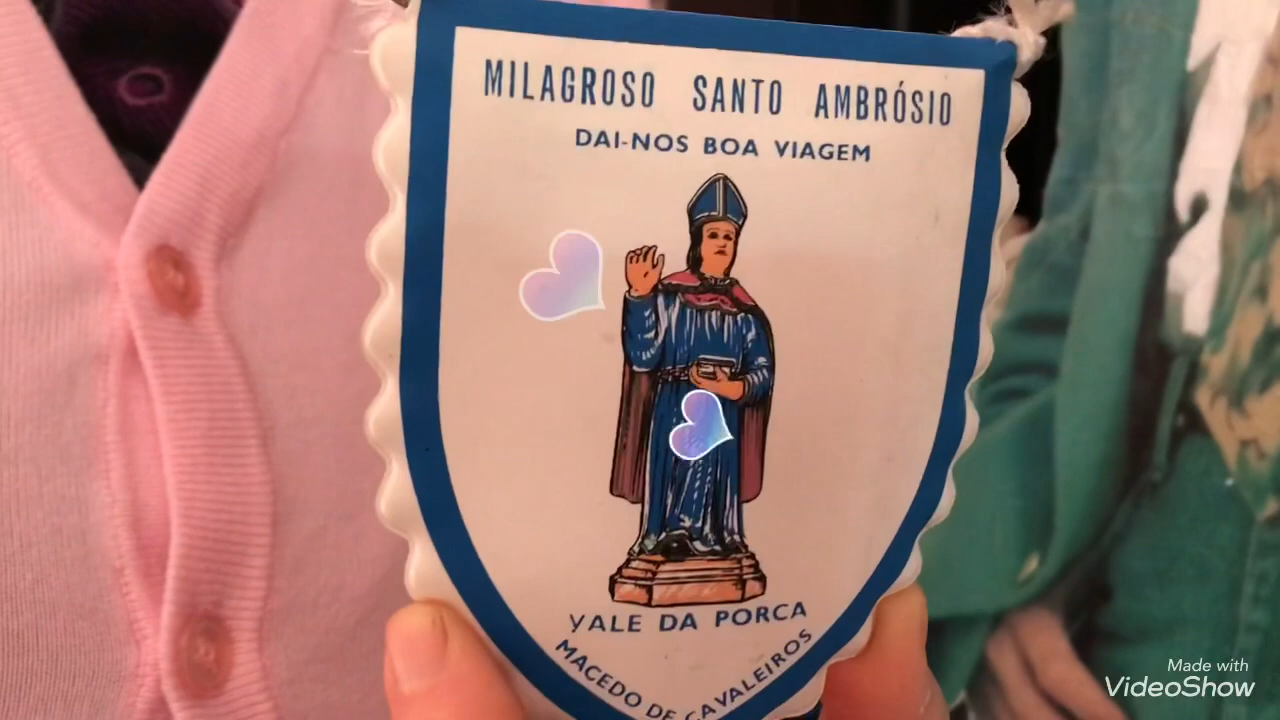 MILAGROSO SANTO AMBRÓSIO
DAI-NOS BOA VIAGEM
VALE DA PORCA
MACEDO DE CAVALEIROS
Made with
VideoShow